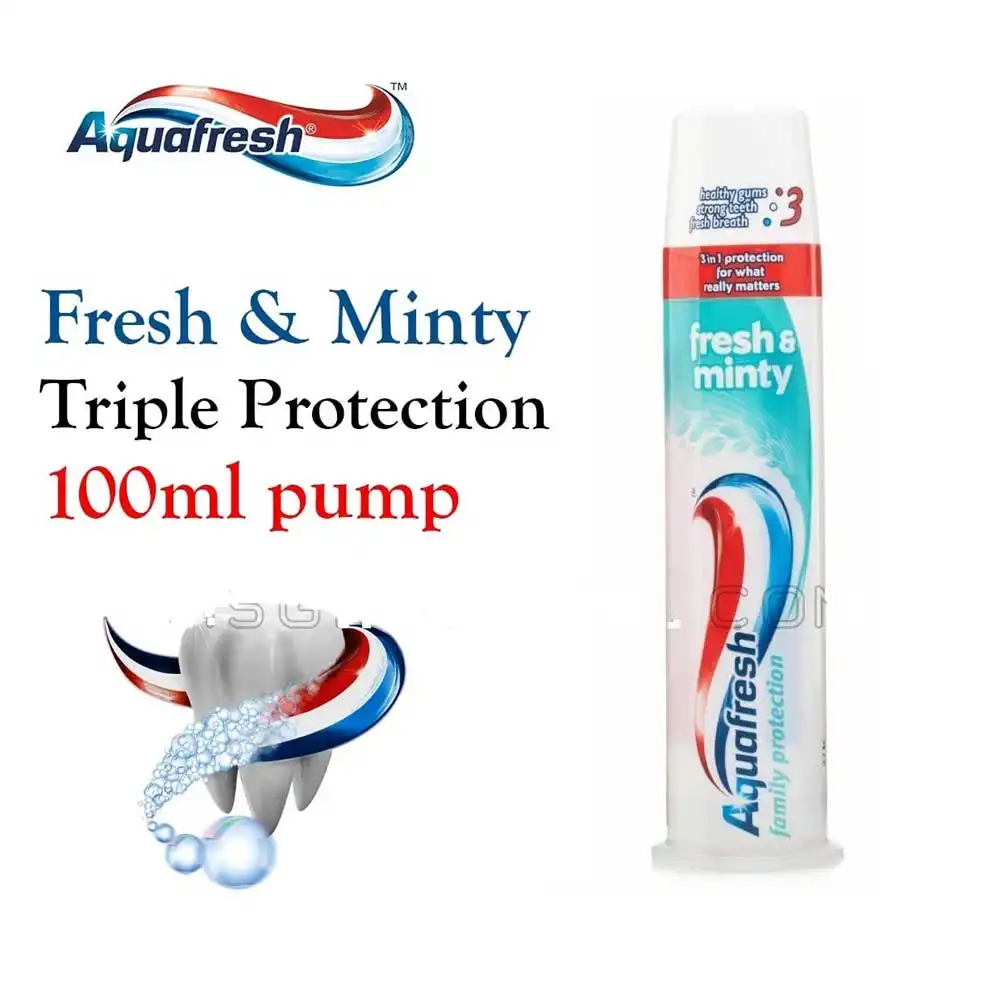 Aquafresh® ™
Fresh & Minty
Triple Protection
100ml pump
healthy gums
strong teeth
fresh breath
3
3 in 1 protection
for what
really matters
fresh &
minty
Aquafresh
family protection